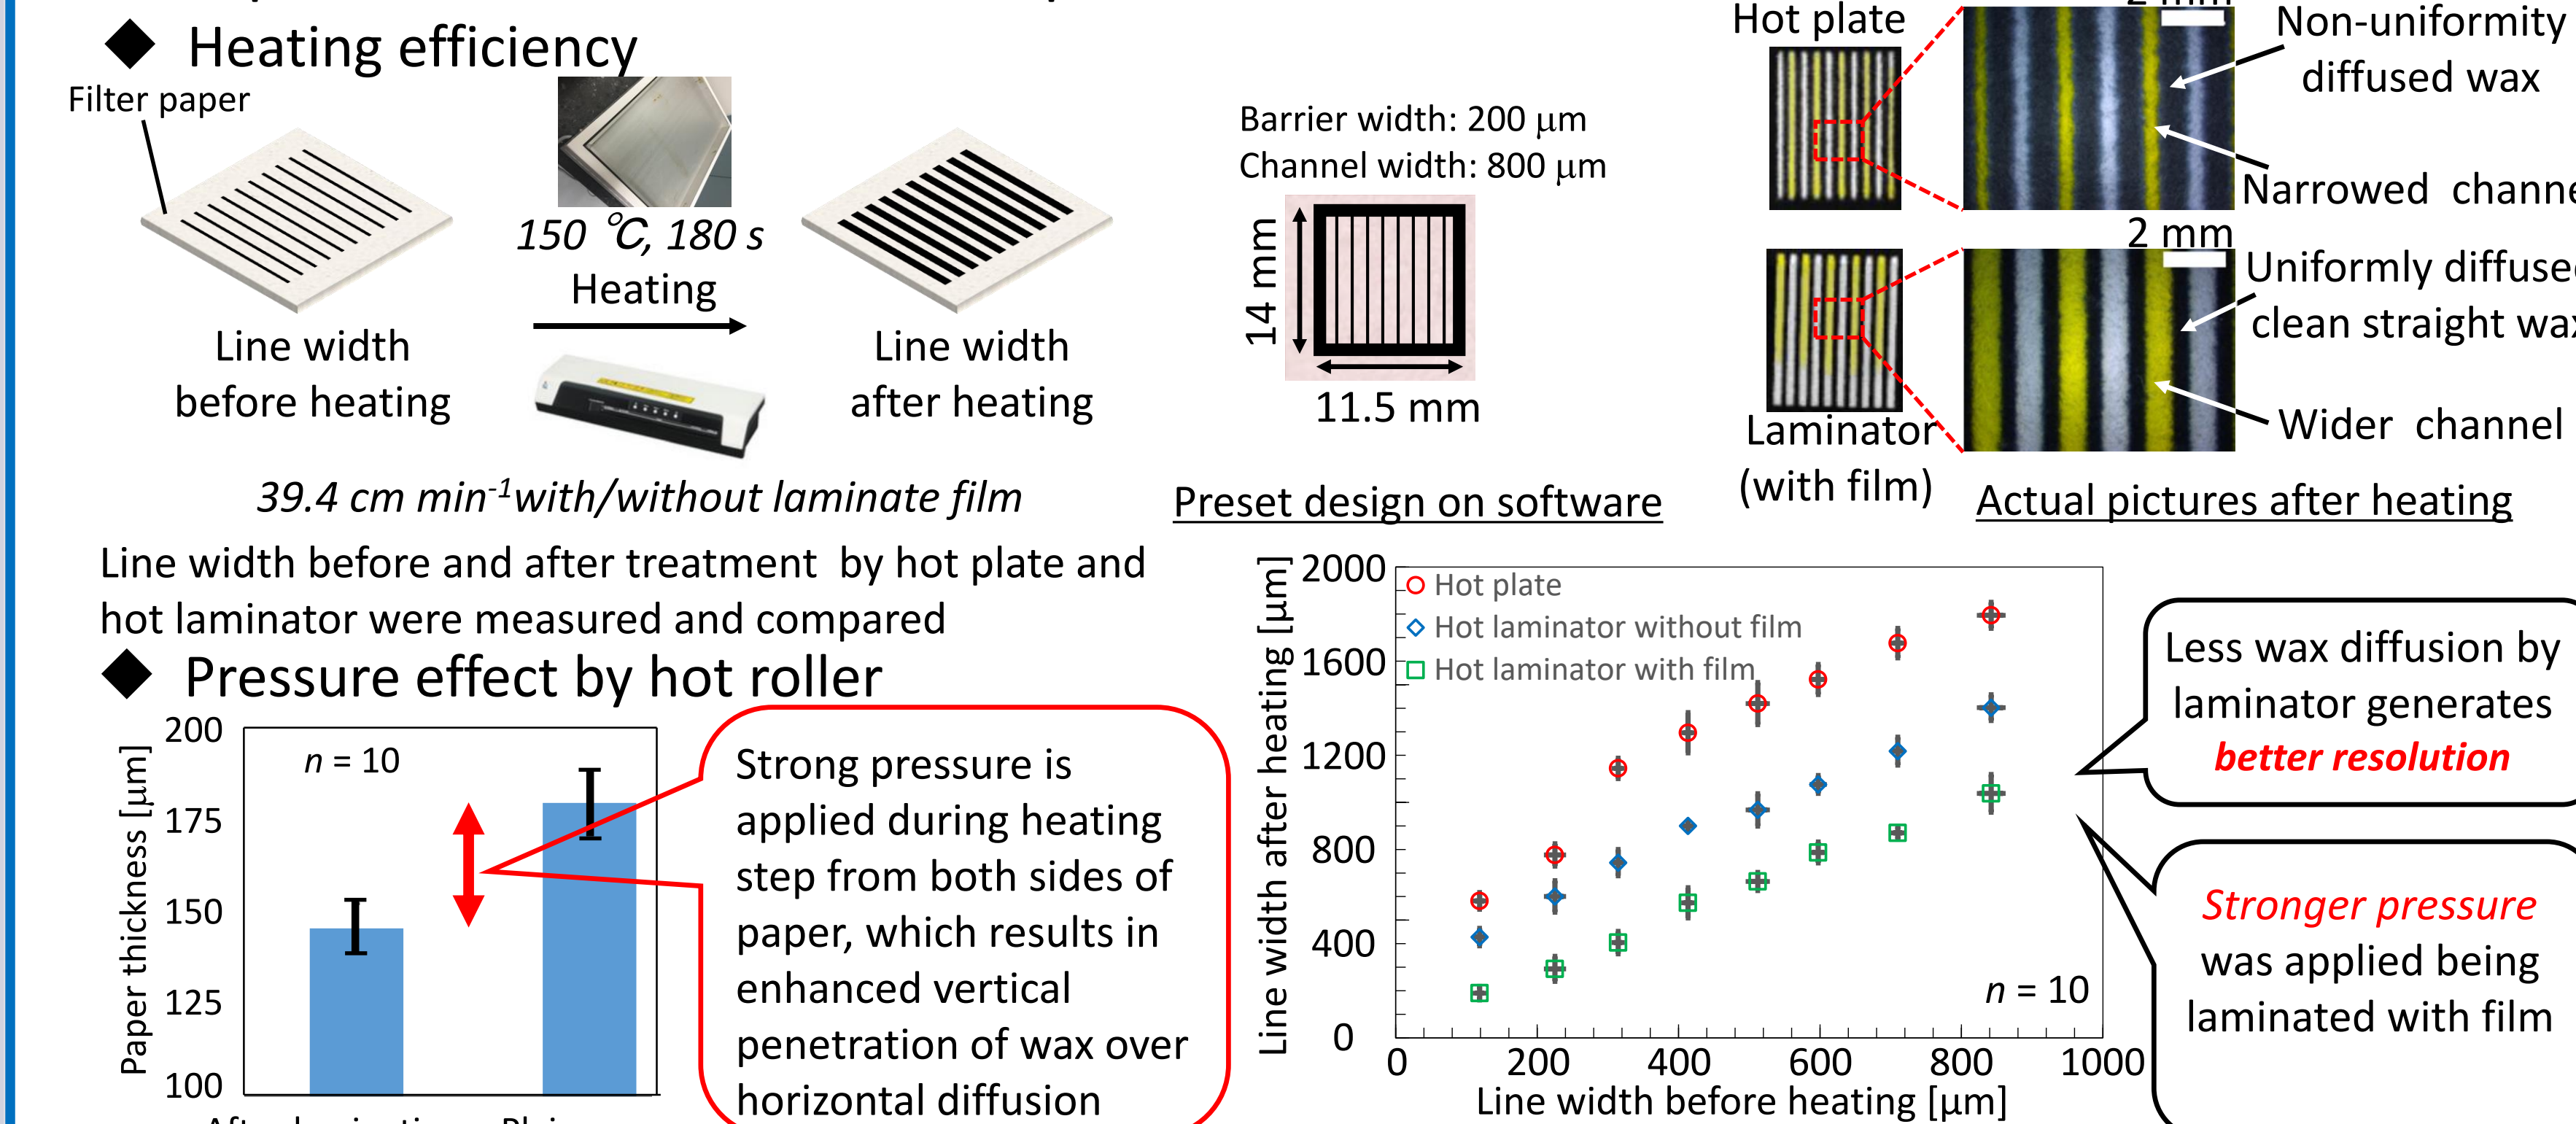 ◆ Heating efficiency
Filter paper
150 ℃, 180 s
Heating
Line width
before heating
Line width
after heating
39.4 cm min-1with/without laminate film
Line width before and after treatment by hot plate and
hot laminator were measured and compared
Barrier width: 200 μm
Channel width: 800 μm
14 mm
11.5 mm
Preset design on software
Hot plate
2 mm
Non-uniformity
diffused wax
Narrowed
2 mm
Uniformly
clean straight
Wider channel
Laminator
(with film)
Actual pictures after heating
◆ Pressure effect by hot roller
Paper thickness [μm]
200
175
150
125
100
n = 10
Strong pressure is
applied during heating
step from both sides of
paper, which results in
enhanced vertical
penetration of wax over
horizontal diffusion
Line width after heating [μm]
2000
1600
1200
800
400
0
Hot plate
Hot laminator without film
Hot laminator with film
n = 10
0 200 400 600 800 1000
Line width before heating [μm]
Less wax diffusion by
laminator generates
better resolution
Stronger pressure
was applied being
laminated with film